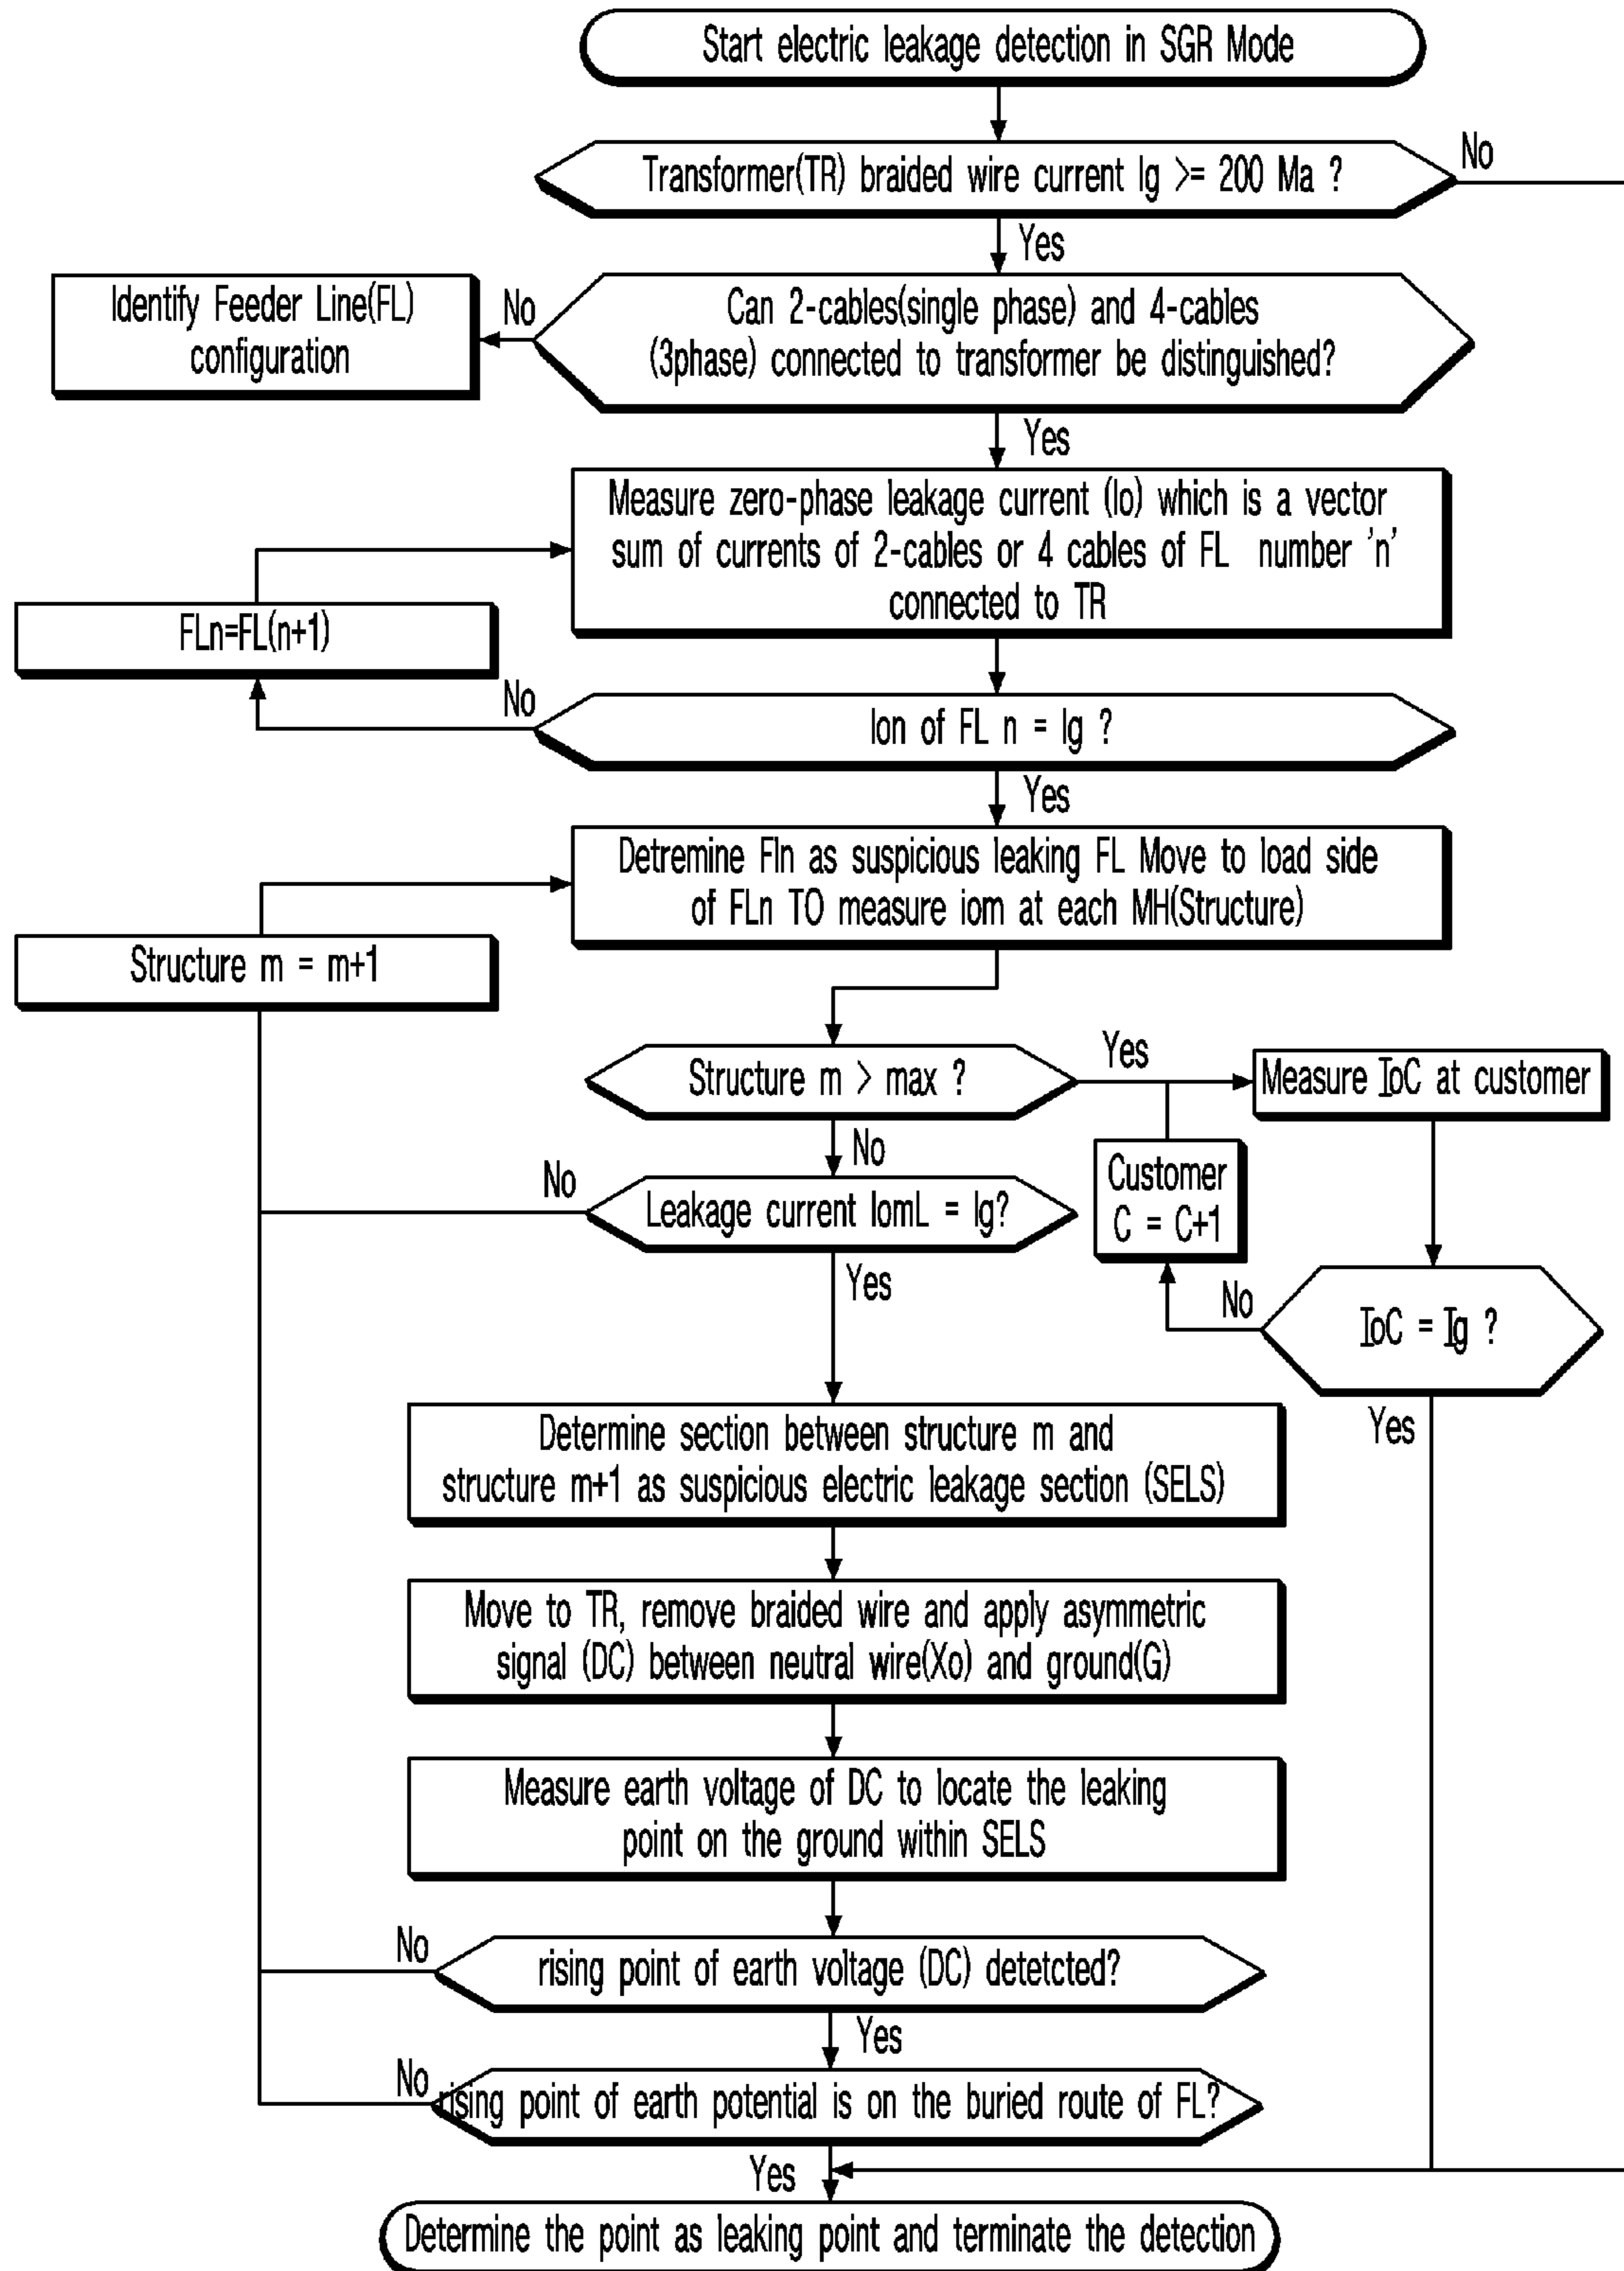 Start electric leakage detection in SGR Mode
Transformer(TR) braided wire current Ig >= 200 Ma ?
No
Yes
Identify Feeder Line(FL)
configuration
No
Can 2-cables(single phase) and 4-cables
(3phase) connected to transformer be distinguished?
Yes
Measure zero-phase leakage current (Io) which is a vector
sum of currents of 2-cables or 4 cables of FL number 'n'
connected to TR
FLn=FL(n+1)
No
Ion of FL n = Ig ?
Yes
Detremine Fln as suspicious leaking FL Move to load side
of FLn TO measure iom at each MH(Structure)
Structure m = m+1
Structure m > max ?
Yes
Measure IoC at customer
No
Customer
C = C+1
No
Leakage current IomL = Ig?
Yes
No
IoC = Ig ?
Yes
Determine section between structure m and
structure m+1 as suspicious electric leakage section (SELS)
Move to TR, remove braided wire and apply asymmetric
signal (DC) between neutral wire(Xo) and ground(G)
Measure earth voltage of DC to locate the leaking
point on the ground within SELS
No
rising point of earth voltage (DC) detetcted?
Yes
No
rising point of earth potential is on the buried route of FL?
Yes
Determine the point as leaking point and terminate the detection